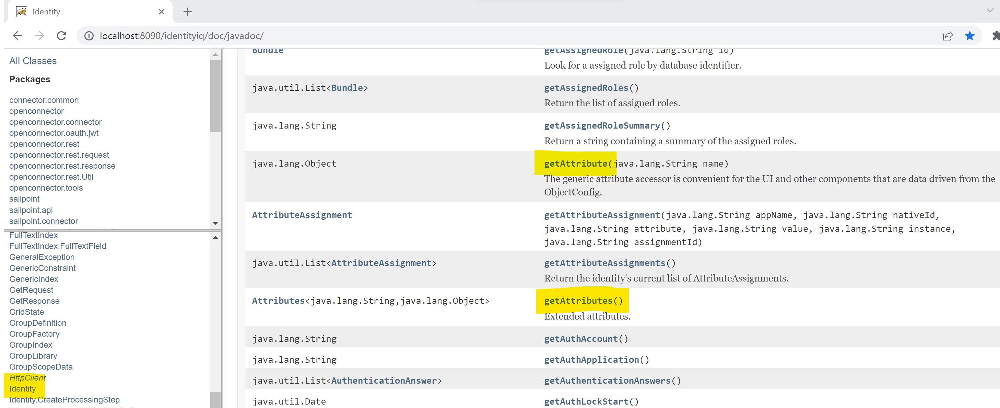 Identity
localhost:8090/identityiq/doc/javadoc/
All Classes
Packages
connector.common
openconnector
openconnector.connector
openconnector.oauth.jwt
openconnector.rest
openconnector.rest.request
openconnector.rest.response
openconnector.rest.Util
openconnector.tools
sailpoint
sailpoint.api
sailpoint.connector
FullTextIndex
FullTextIndex.FullTextField
GeneralException
GenericConstraint
GenericIndex
GetRequest
GetResponse
GridState
GroupDefinition
GroupFactory
GroupIndex
GroupLibrary
GroupScopeData
HttpClient
Identity
Identity.CreateProcessingStep
Bundle getAssignedRole(java.lang.String id)
Look for a assigned role by database identifier.
java.util.List<Bundle> getAssignedRoles()
Return the list of assigned roles.
java.lang.String getAssignedRoleSummary()
Return a string containing a summary of the assigned roles.
java.lang.Object getAttribute(java.lang.String name)
The generic attribute accessor is convenient for the UI and other components that are data driven from the
ObjectConfig.
AttributeAssignment getAttributeAssignment(java.lang.String appName, java.lang.String nativeId,
java.lang.String attribute, java.lang.String value, java.lang.String instance,
java.lang.String assignmentId)
java.util.List<AttributeAssignment> getAttributeAssignments()
Return the identity's current list of AttributeAssignments.
Attributes<java.lang.String,java.lang.Object> getAttributes()
Extended attributes.
java.lang.String getAuthAccount()
java.lang.String getAuthApplication()
java.util.List<AuthenticationAnswer> getAuthenticationAnswers()
java.util.Date getAuthLockStart()